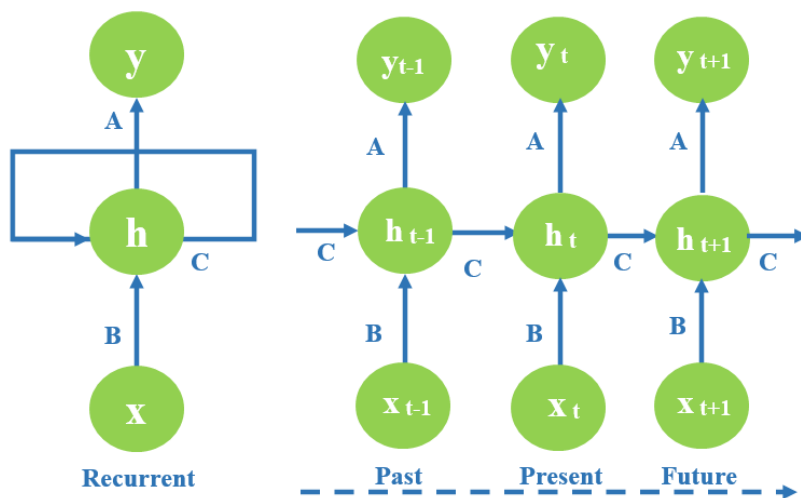 y
A
h
C
B
x
Recurrent
y t-1 y t y t+1
A A A
h t-1 h t h t+1
C C C C
B B B
x t-1 x t x t+1
Past Present Future